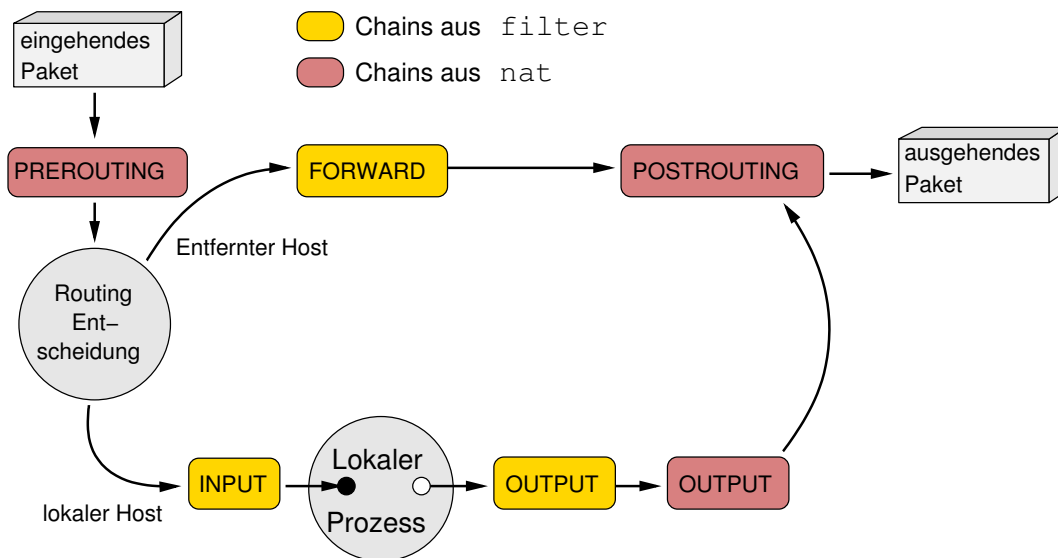 eingehendes
Paket
Chains aus filter
Chains aus nat
PREROUTING
FORWARD
POSTROUTING
ausgehendes
Paket
Entfernter Host
Routing
Ent–
scheidung
lokaler Host
INPUT
Lokaler
Prozess
OUTPUT
OUTPUT